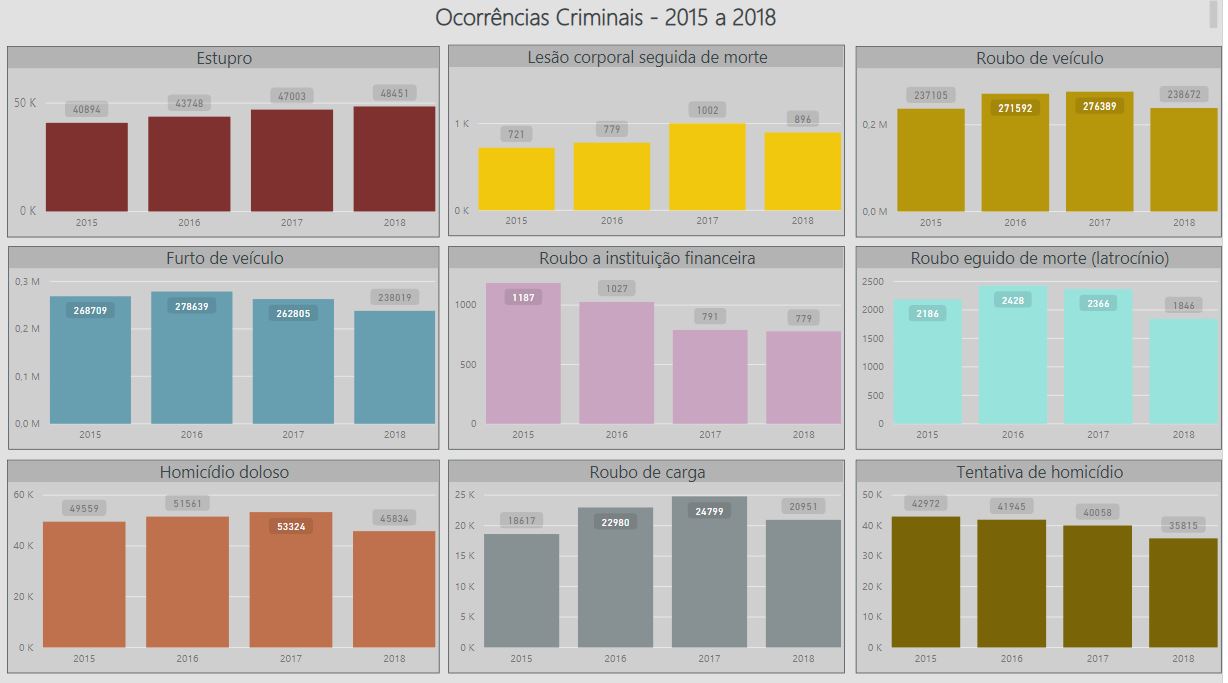 Ocorrências Criminais - 2015 a 2018
Estupro
50 K
0 K
40894
43748
47003
48451
2015
2016
2017
2018
Lesão corporal seguida de morte
1 K
0 K
721
779
1002
896
2015
2016
2017
2018
Roubo de veículo
0,2 M
0,0 M
237105
271592
276389
238672
2015
2016
2017
2018
Furto de veículo
0,3 M
0,2 M
0,1 M
0,0 M
268709
278639
262805
238019
2015
2016
2017
2018
Roubo a instituição financeira
1000
500
0
1187
1027
791
779
2015
2016
2017
2018
Roubo eguido de morte (latrocínio)
2500
2000
1500
1000
500
0
2186
2428
2366
1846
2015
2016
2017
2018
Homicídio doloso
60 K
40 K
20 K
0 K
49559
51561
53324
45834
2015
2016
2017
2018
Roubo de carga
25 K
20 K
15 K
10 K
5 K
0 K
18617
22980
24799
20951
2015
2016
2017
2018
Tentativa de homicídio
50 K
40 K
30 K
20 K
10 K
0 K
42972
41945
40058
35815
2015
2016
2017
2018